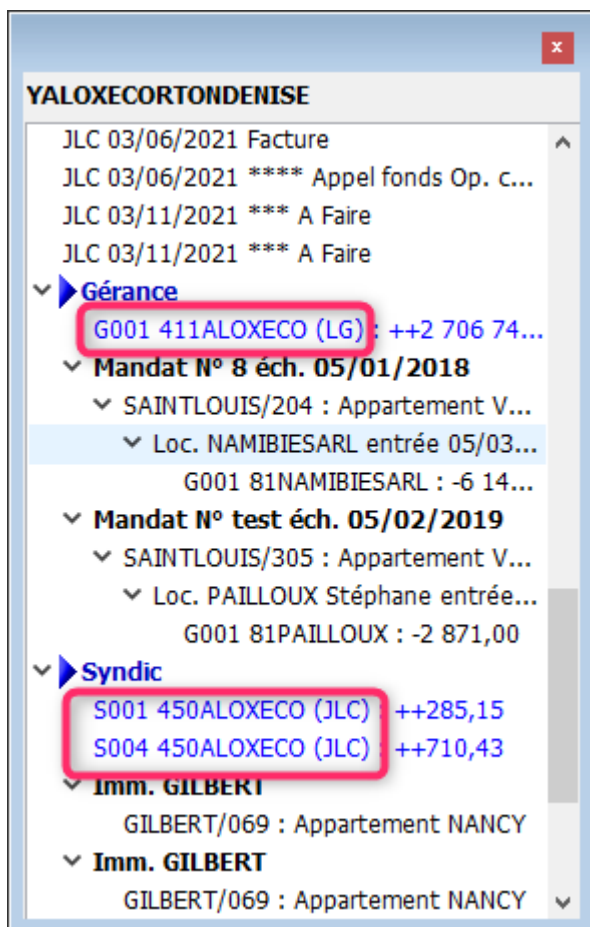 x
YALOXECORTONDENISE
JLC 03/06/2021 Facture
JLC 03/06/2021 **** Appel fonds Op. c...
JLC 03/11/2021 *** A Faire
JLC 03/11/2021 *** A Faire
Gérance
G001 411ALOXECO (LG) : ++2 706 74...
Mandat Nº 8 éch. 05/01/2018
SAINTLOUIS/204 : Appartement V...
Loc. NAMIBIESARL entrée 05/03...
G001 81NAMIBIESARL : -6 14...
Mandat Nº test éch. 05/02/2019
SAINTLOUIS/305 : Appartement V...
Loc. PAILLOUX Stéphane entrée...
G001 81PAILLOUX : -2 871,00
Syndic
S001 450ALOXECO (JLC) : ++285,15
S004 450ALOXECO (JLC) : ++710,43
Imm. GILBERT
GILBERT/069 : Appartement NANCY
Imm. GILBERT
GILBERT/069 : Appartement NANCY